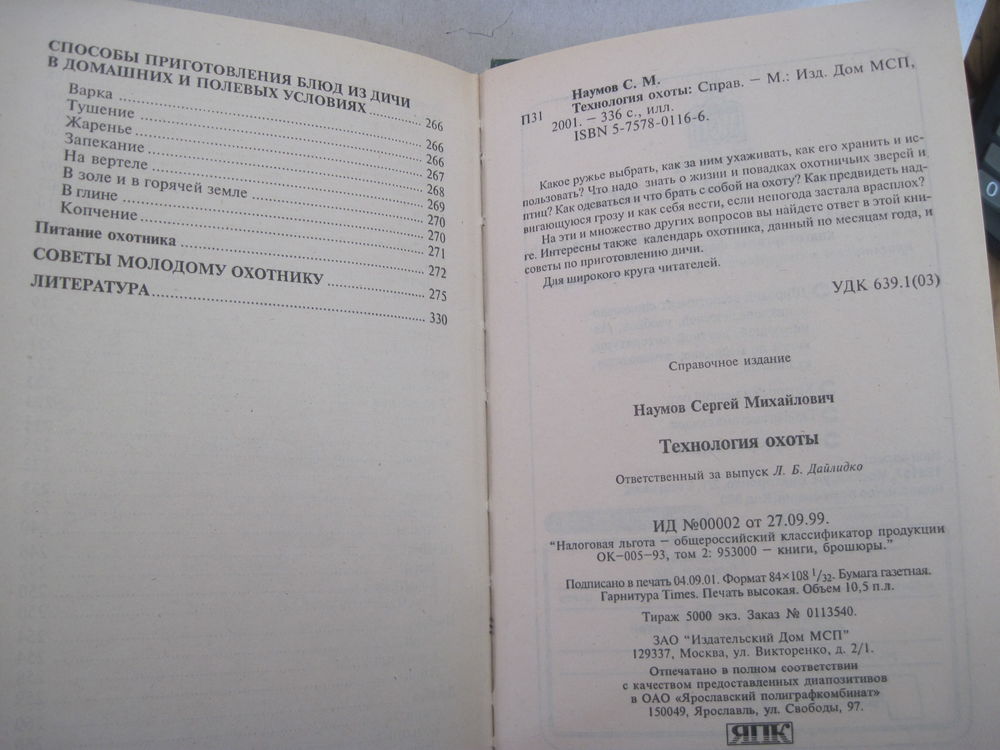 СПОСОБЫ ПРИГОТОВЛЕНИЯ БЛЮД ИЗ ДИЧИ
В ДОМАШНИХ И ПОЛЕВЫХ УСЛОВИЯХ 266
Варка 266
Тушение 266
Жаренье 267
Запекание 268
На вертеле 269
В золе и в горячей земле 270
В глине 270
Копчение 271
Питание охотника 272
СОВЕТЫ МОЛОДОМУ ОХОТНИКУ 275
ЛИТЕРАТУРА 330
Наумов С. М.
П31 Технология охоты: Справ. – М.: Изд. Дом МСП,
2001. – 336 с., илл.
ISBN 5-7578-0116-6.
Какое ружье выбрать, как за ним ухаживать, как его хранить и ис-
пользовать? Что надо знать о жизни и повадках охотничьих зверей и
птиц? Как одеваться и что брать с собой на охоту? Как предвидеть над-
вигающуюся грозу и как себя вести, если непогода застала врасплох?
На эти и множество других вопросов вы найдете ответ в этой кни-
ге. Интересны также календарь охотника, данный по месяцам года, и
советы по приготовлению дичи.
Для широкого круга читателей.
УДК 639.1(03)
Справочное издание
Наумов Сергей Михайлович
Технология охоты
Ответственный за выпуск Л. Б. Дайлидко
ИД №00002 от 27.09.99.
"Налоговая льгота – общероссийский классификатор продукции
ОК–005–93, том 2: 953000 – книги, брошюры."
Подписано в печать 04.09.01. Формат 84×108 1/32. Бумага газетная.
Гарнитура Times. Печать высокая. Объем 10,5 п.л.
Тираж 5000 экз. Заказ № 0113540.
ЗАО "Издательский Дом МСП"
129337, Москва, ул. Викторенко, д. 2/1.
Отпечатано в полном соответствии
с качеством предоставленных диапозитивов
в ОАО «Ярославский полиграфкомбинат»
150049, Ярославль, ул. Свободы, 97.
ЯПК